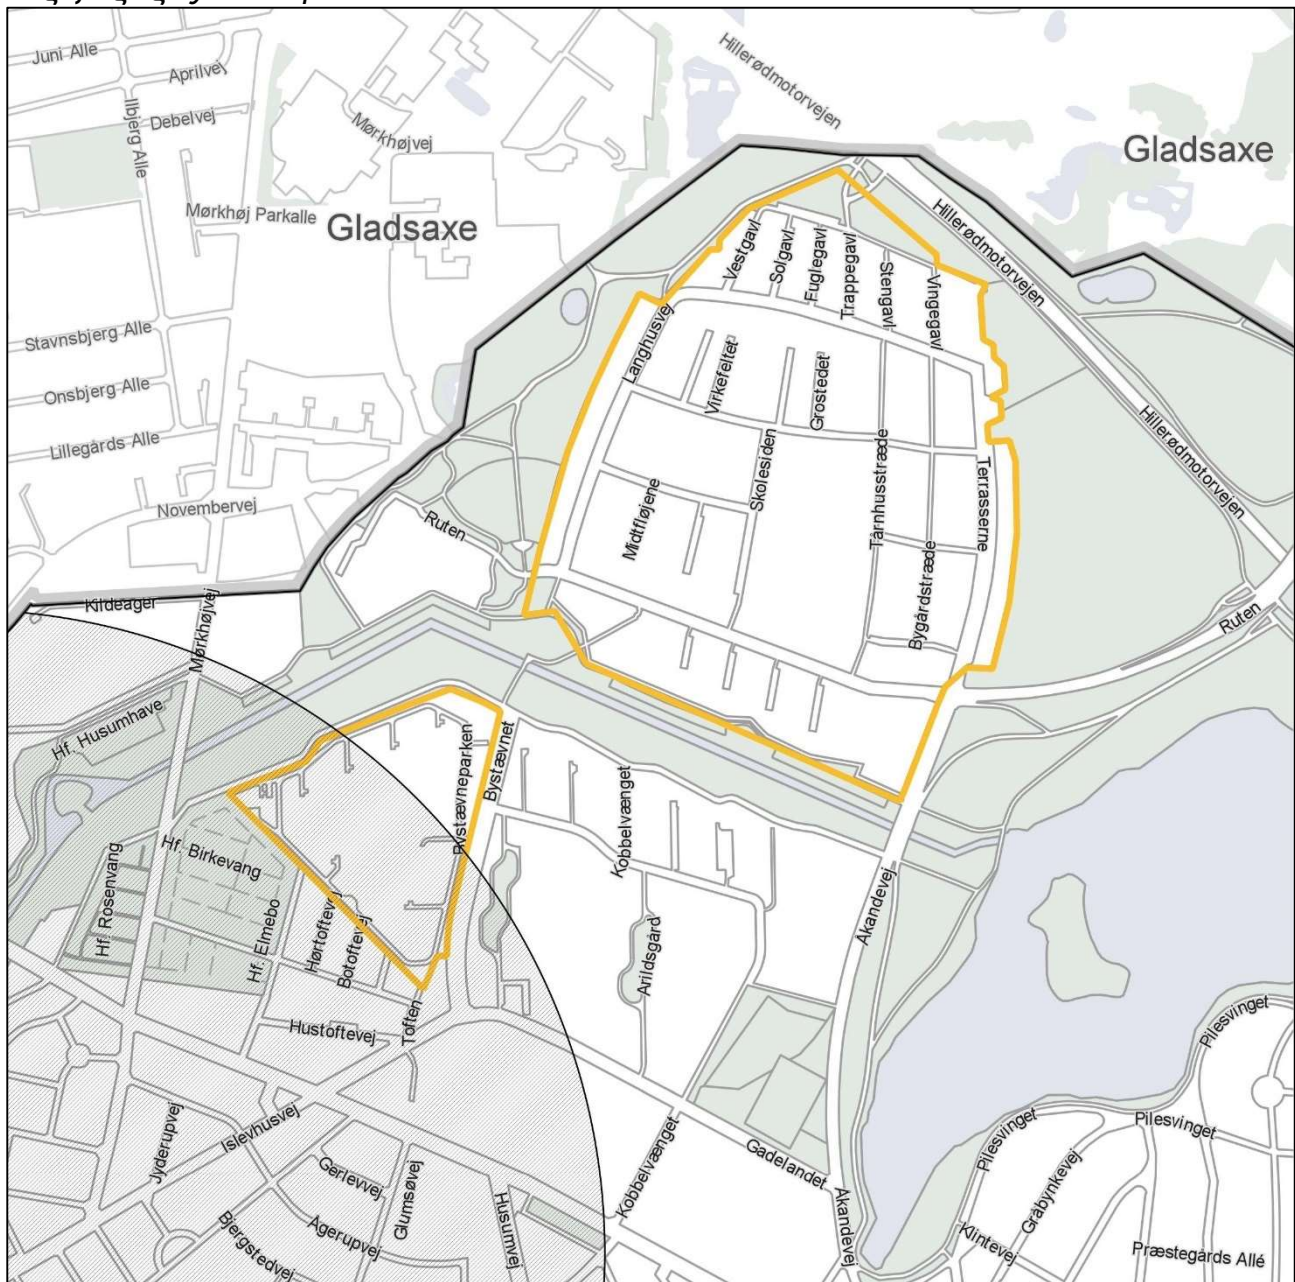 Juni Alle
Aprilvej
Ilbjerg Alle
Debelvej
Mørkhøjvej
Mørkhøj Parkalle
Gladsaxe
Hillerødmotorvejen
Gladsaxe
Hillerødmotorvejen
Stavnsbjerg Alle
Onsbjerg Alle
Lillegårds Alle
Novembervej
Vestgavl
Solgavl
Fuglegavl
Trappegavl
Stengavl
Vingegavl
Langhusvej
Virkefeltet
Grostedet
Hillerødmotorvejen
Skolesiden
Midtfløjene
Tårnhusstræde
Terrasserne
Bygårdstræde
Ruten
Ruten
Kildeager
Mørkhøjvej
Hf. Husumhave
Bystævneparken
Bystævnet
Kobbelvænget
Hf. Birkevang
Hf. Rosenvang
Hf. Elmebo
Hørtoftevej
Botoftevej
Arildsgård
Åkandevej
Toften
Hustoftevej
Islevhusvej
Jyderupvej
Gerlevvej
Glumsøvej
Ågerupvej
Bjergstedvej
Husumvej
Kobbelvænget
Gadelandet
Åkandevej
Pilesvinget
Pilesvinget
Pilesvinget
Gråbynkevej
Klintevej
Præstegårds Allé